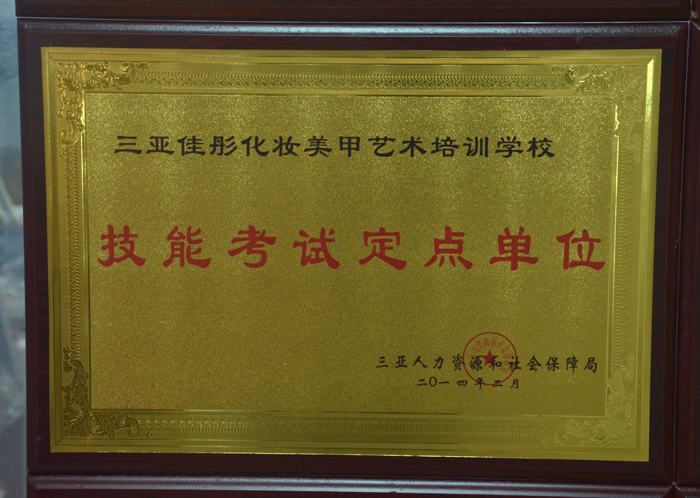 三亚佳彤化妆美甲艺术培训学校
技能考试定点单位
三亚人力资源和社会保障局
二〇一四年二月